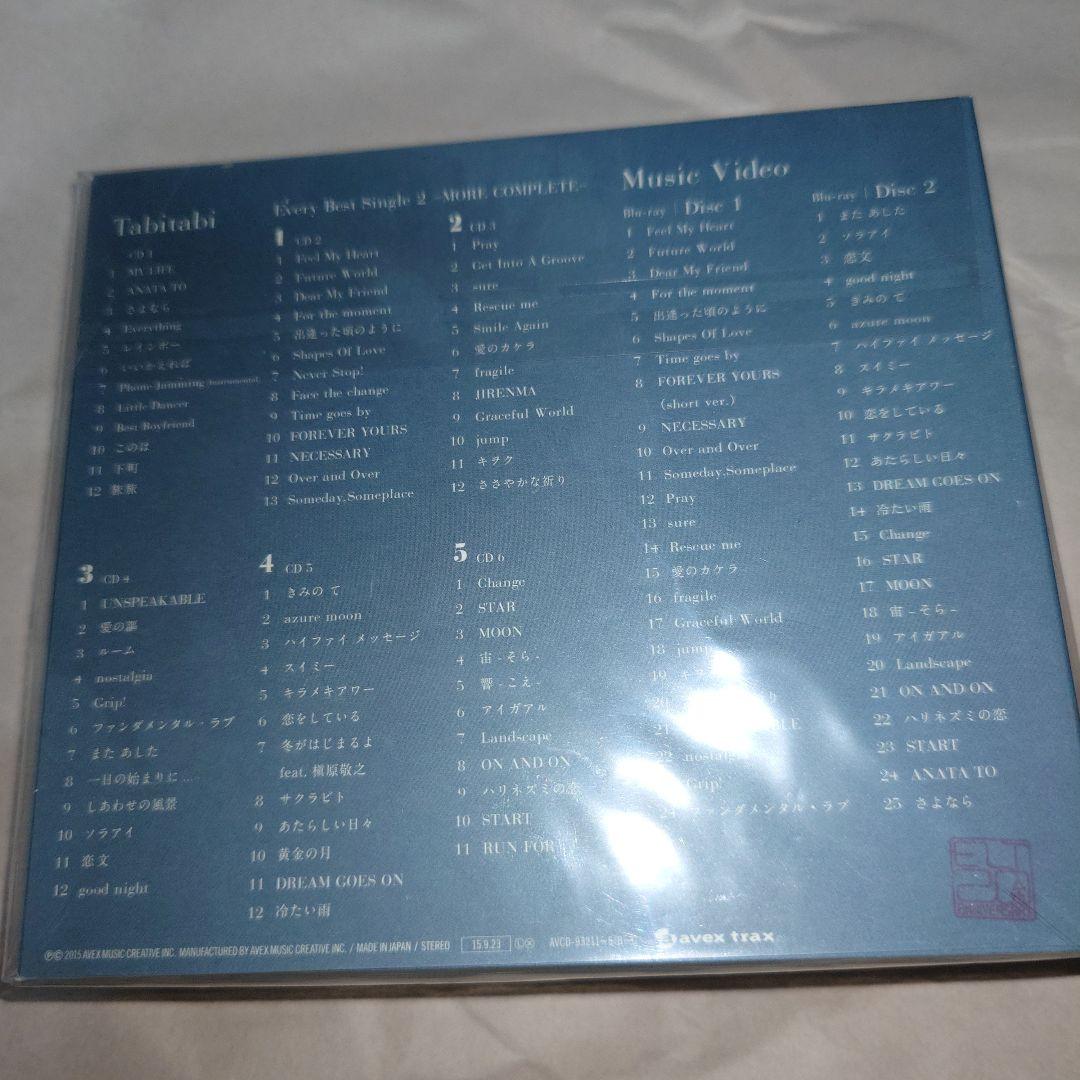 Tabitabi
CD 1
1 MY LIFE
2 ANATA TO
3 さよなら
4 Everything
5 レインボー
6 いいかえれば
7 Phone Jamming (Instrumental)
8 Little Dancer
9 Best Boyfriend
10 このは
11 下町
12 旅旅
Every Best Single 2 -MORE COMPLETE-
1 CD 2
1 Feel My Heart
2 Future World
3 Dear My Friend
4 For the moment
5 出逢った頃のように
6 Shapes Of Love
7 Never Stop!
8 Face the change
9 Time goes by
10 FOREVER YOURS
11 NECESSARY
12 Over and Over
13 Someday,Someplace
2 CD 3
1 Pray
2 Get Into A Groove
3 sure
4 Rescue me
5 Smile Again
6 愛のカケラ
7 fragile
8 JIRENMA
9 Graceful World
10 jump
11 キヲク
12 ささやかな祈り
3 CD 4
1 UNSPEAKABLE
2 愛の謳
3 ルーム
4 nostalgia
5 Grip!
6 ファンダメンタル・ラブ
7 また あした
8 一日の始まりに...
9 しあわせの風景
10 ソラアイ
11 恋文
12 good night
4 CD 5
1 きみの て
2 azure moon
3 ハイファイ メッセージ
4 スイミー
5 キラメキアワー
6 恋をしている
7 冬がはじまるよ
feat. 槇原敬之
8 サクラビト
9 あたらしい日々
10 黄金の月
11 DREAM GOES ON
12 冷たい雨
5 CD 6
1 Change
2 STAR
3 MOON
4 宙 - そら -
5 響 - こえ -
6 アイガアル
7 Landscape
8 ON AND ON
9 ハリネズミの恋
10 START
11 RUN FOR
Music Video
Blu-ray | Disc 1
1 Feel My Heart
2 Future World
3 Dear My Friend
4 For the moment
5 出逢った頃のように
6 Shapes Of Love
7 Time goes by
8 FOREVER YOURS
(short ver.)
9 NECESSARY
10 Over and Over
11 Someday,Someplace
12 Pray
13 sure
14 Rescue me
15 愛のカケラ
16 fragile
17 Graceful World
18 jump
19 キヲ
20
21
22 nostalgia
Grip!
ファンダメンタル・ラブ
Blu-ray | Disc 2
1 また あした
2 ソラアイ
3 恋文
4 good night
5 きみの て
6 azure moon
7 ハイファイ メッセージ
8 スイミー
9 キラメキアワー
10 恋をしている
11 サクラビト
12 あたらしい日々
13 DREAM GOES ON
14 冷たい雨
15 Change
16 STAR
17 MOON
18 宙 - そら -
19 アイガアル
20 Landscape
21 ON AND ON
22 ハリネズミの恋
23 START
24 ANATA TO
25 さよなら
Ⓟ© 2015 AVEX MUSIC CREATIVE INC. MANUFACTURED BY AVEX MUSIC CREATIVE INC. / MADE IN JAPAN / STEREO 15.9.23 Ⓛ Ⓧ
avex trax